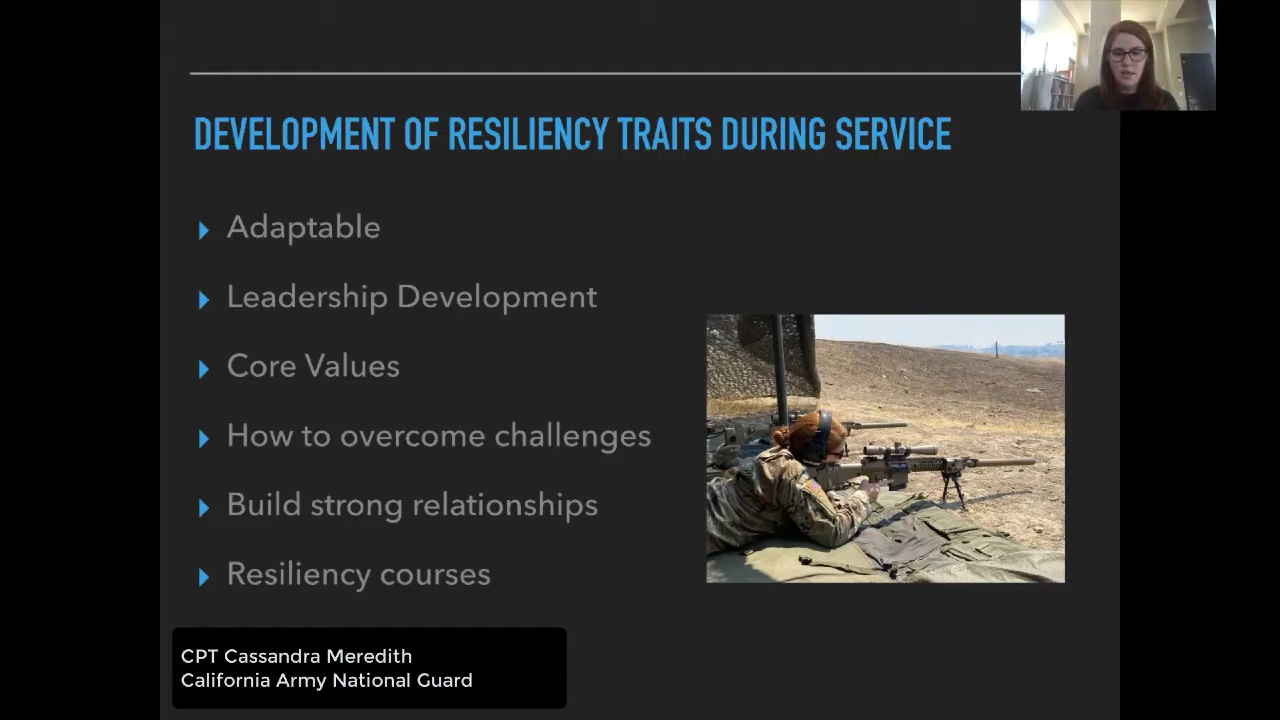 DEVELOPMENT OF RESILIENCY TRAITS DURING SERVICE
Adaptable
Leadership Development
Core Values
How to overcome challenges
Build strong relationships
Resiliency courses
CPT Cassandra Meredith
California Army National Guard